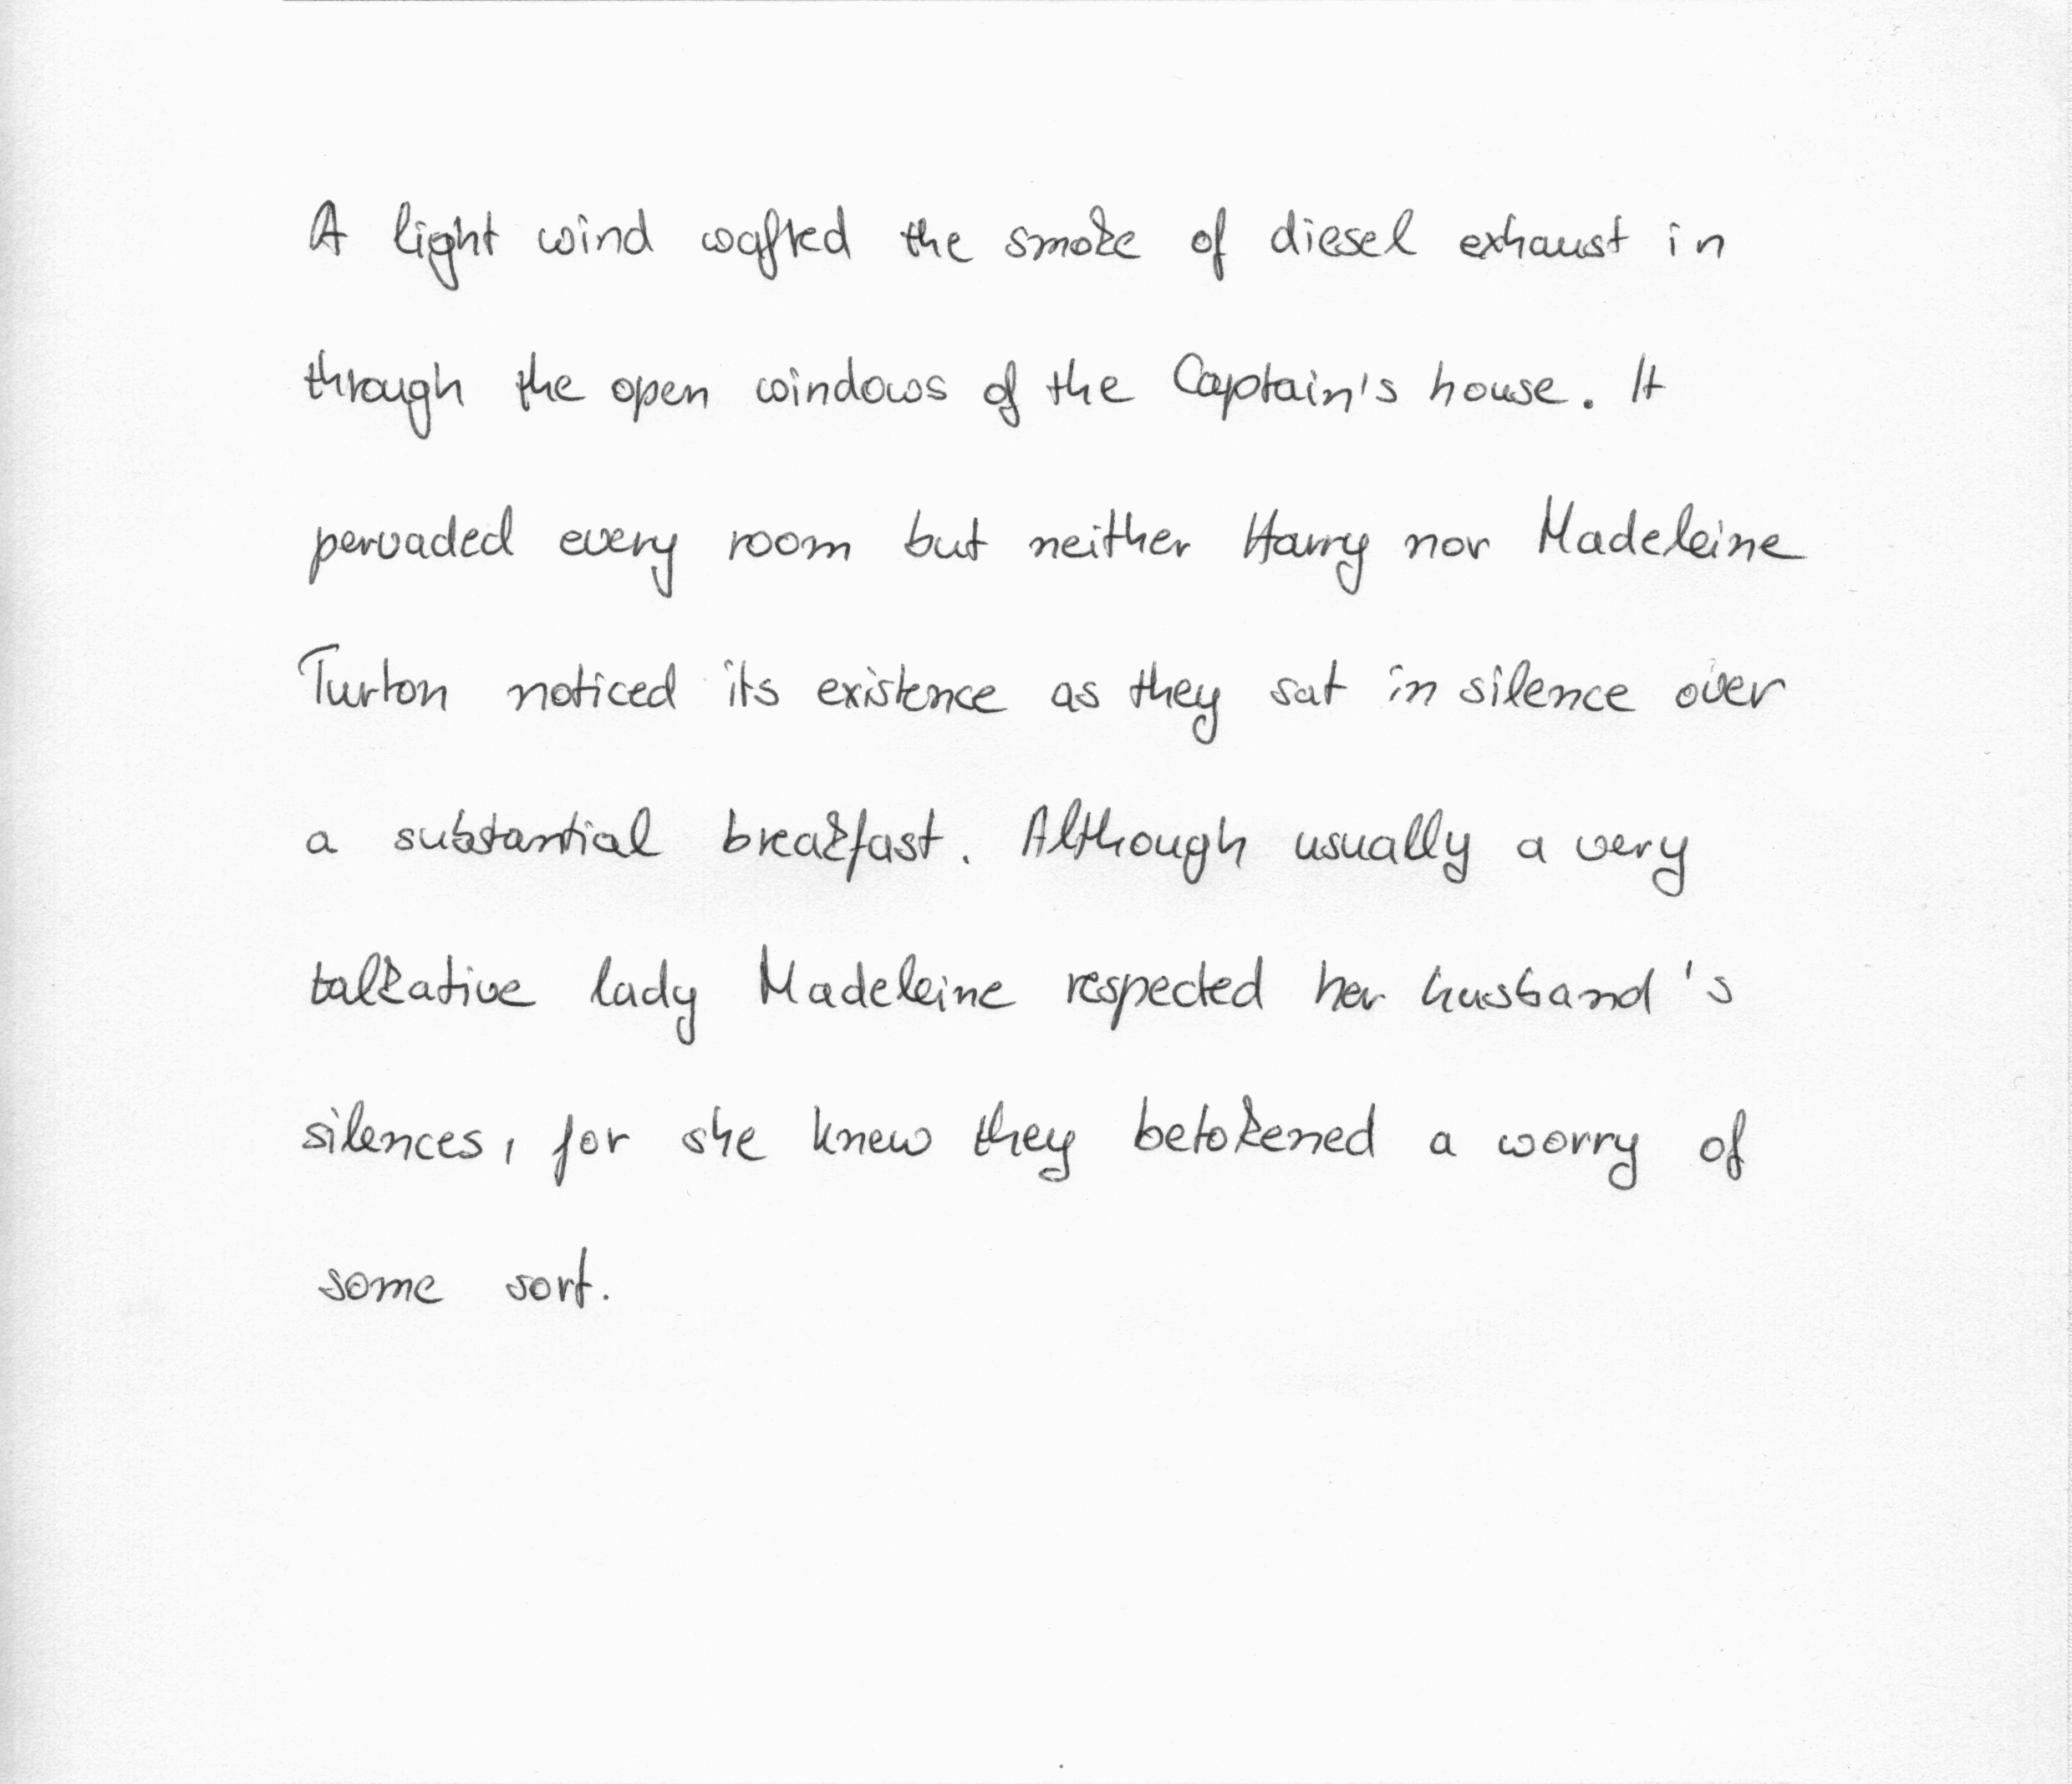 A light wind wafted the smoke of diesel exhaust in
through the open windows of the Captain's house. It
pervaded every room but neither Harry nor Madeleine
Turton noticed its existence as they sat in silence over
a substantial breakfast. Although usually a very
talkative lady Madeleine respected her husband's
silences, for she knew they betokened a worry of
some sort.